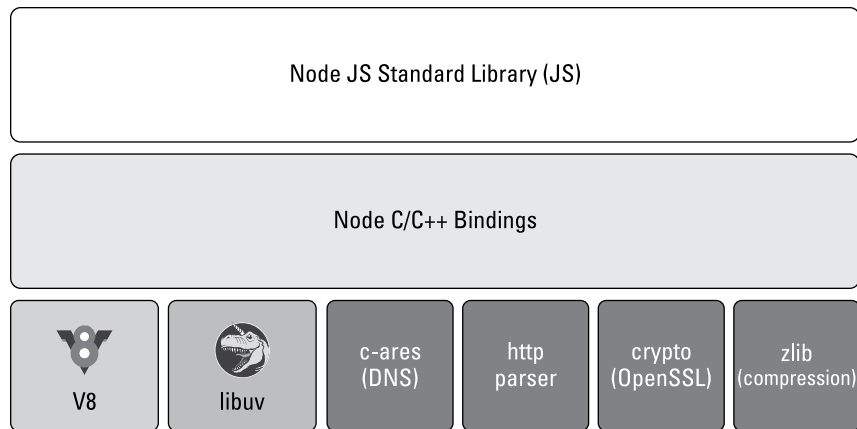 Node JS Standard Library (JS)
Node C/C++ Bindings
V8
libuv
c-ares
(DNS)
http
parser
crypto
(OpenSSL)
zlib
(compression)